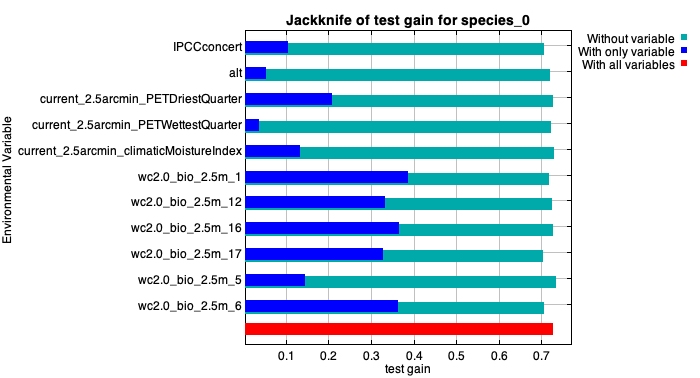 Jackknife of test gain for species_0
Without variable
With only variable
With all variables
Environmental Variable
IPCCconcert
alt
current_2.5arcmin_PETDriestQuarter
current_2.5arcmin_PETWettestQuarter
current_2.5arcmin_climaticMoistureIndex
wc2.0_bio_2.5m_1
wc2.0_bio_2.5m_12
wc2.0_bio_2.5m_16
wc2.0_bio_2.5m_17
wc2.0_bio_2.5m_5
wc2.0_bio_2.5m_6
0.1 0.2 0.3 0.4 0.5 0.6 0.7
test gain